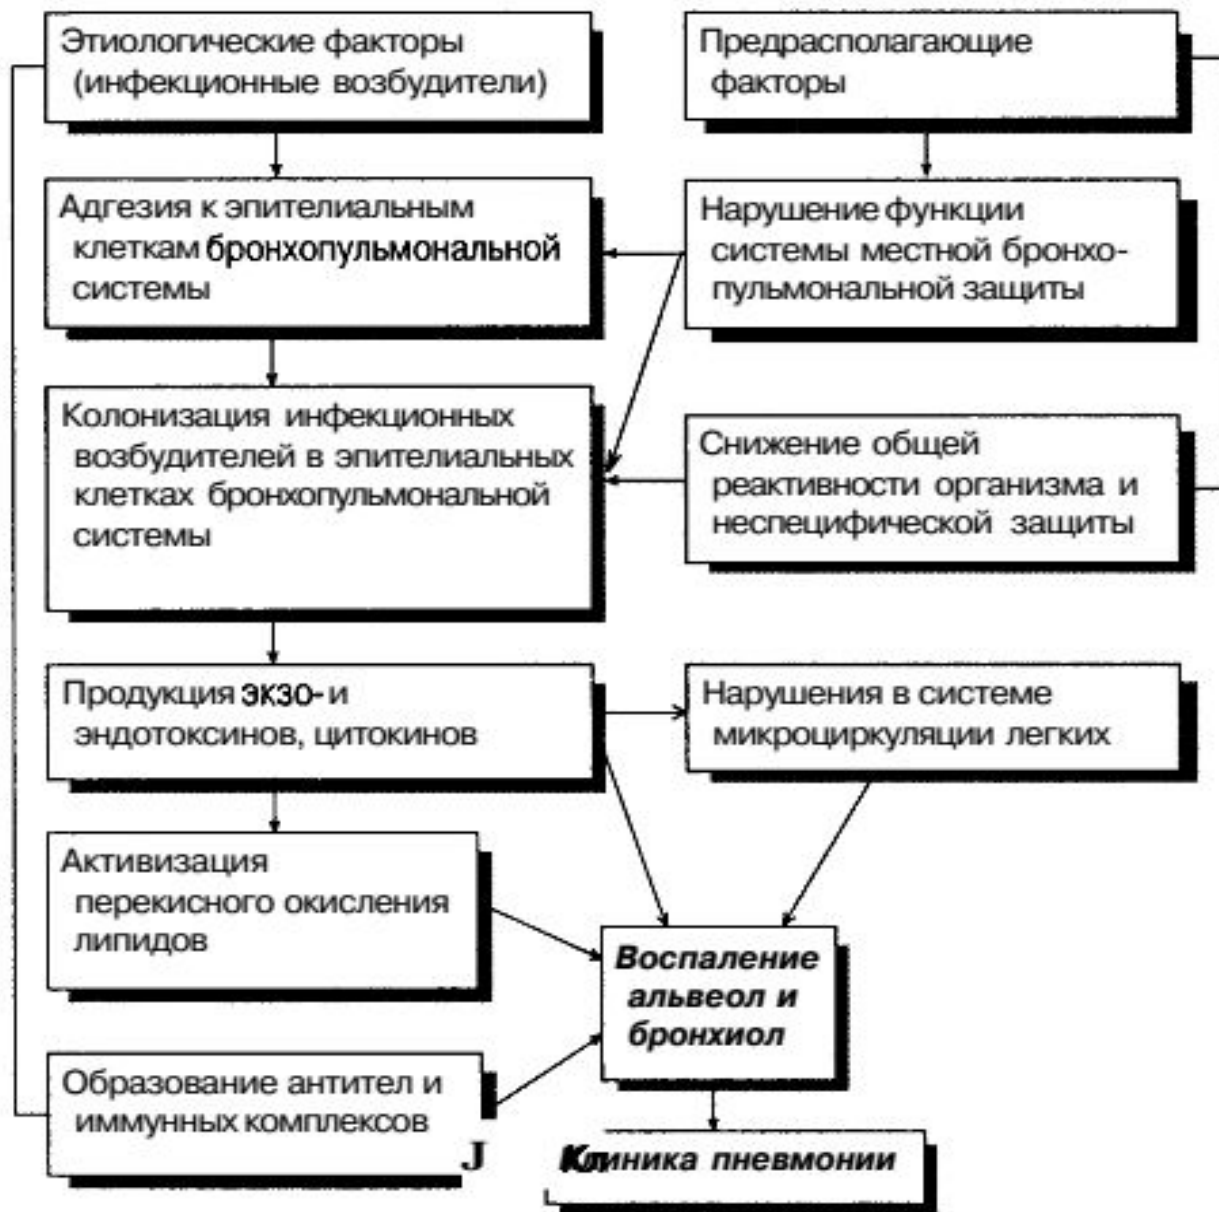 Этиологические факторы
(инфекционные возбудители)
Предрасполагающие
факторы
Адгезия к эпителиальным
клеткам бронхопульмональной
системы
Нарушение функции
системы местной бронхо-
пульмональной защиты
Колонизация инфекционных
возбудителей в эпителиальных
клетках бронхопульмональной
системы
Снижение общей
реактивности организма и
неспецифической защиты
Продукция экзо- и
эндотоксинов, цитокинов
Нарушения в системе
микроциркуляции легких
Активизация
перекисного окисления
липидов
Воспаление
альвеол и
бронхиол
Образование антител и
иммунных комплексов
J
Клиника пневмонии